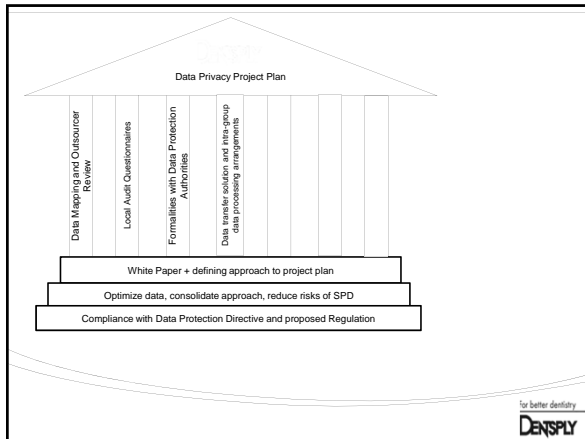 Data Privacy Project Plan
Data Mapping and Outsourcer
Review
Local Audit Questionnaires
Formalities with Data Protection
Authorities
Data transfer solution and intra-group
data processing arrangements
White Paper + defining approach to project plan
Optimize data, consolidate approach, reduce risks of SPD
Compliance with Data Protection Directive and proposed Regulation
For better dentistry
DENTSPLY